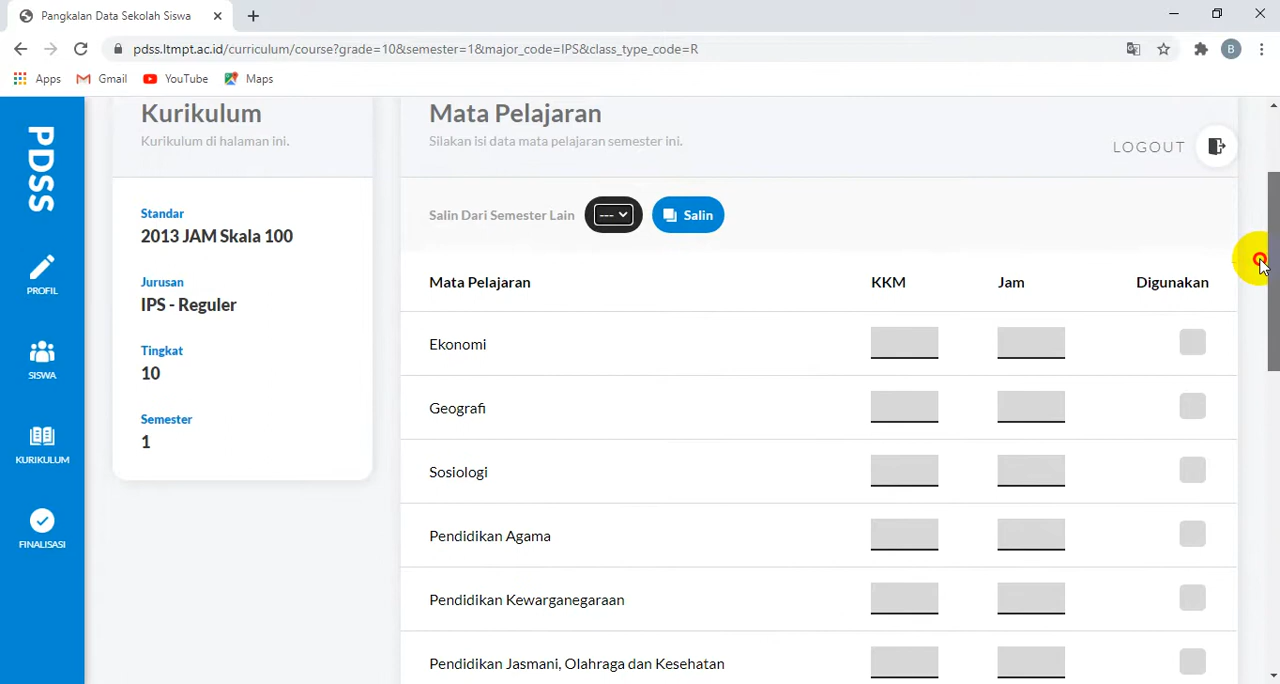 Pangkalan Data Sekolah Siswa
pdss.ltmpt.ac.id/curriculum/course?grade=10&semester=1&major_code=IPS&class_type_code=R
B
Apps
Gmail
YouTube
Maps
PDSS
PROFIL
SISWA
KURIKULUM
FINALISASI
Kurikulum
Kurikulum di halaman ini.
Standar
2013 JAM Skala 100
Jurusan
IPS - Reguler
Tingkat
10
Semester
1
Mata Pelajaran
Silakan isi data mata pelajaran semester ini.
LOGOUT
Salin Dari Semester Lain --- Salin
Mata Pelajaran KKM Jam Digunakan
Ekonomi
Geografi
Sosiologi
Pendidikan Agama
Pendidikan Kewarganegaraan
Pendidikan Jasmani, Olahraga dan Kesehatan